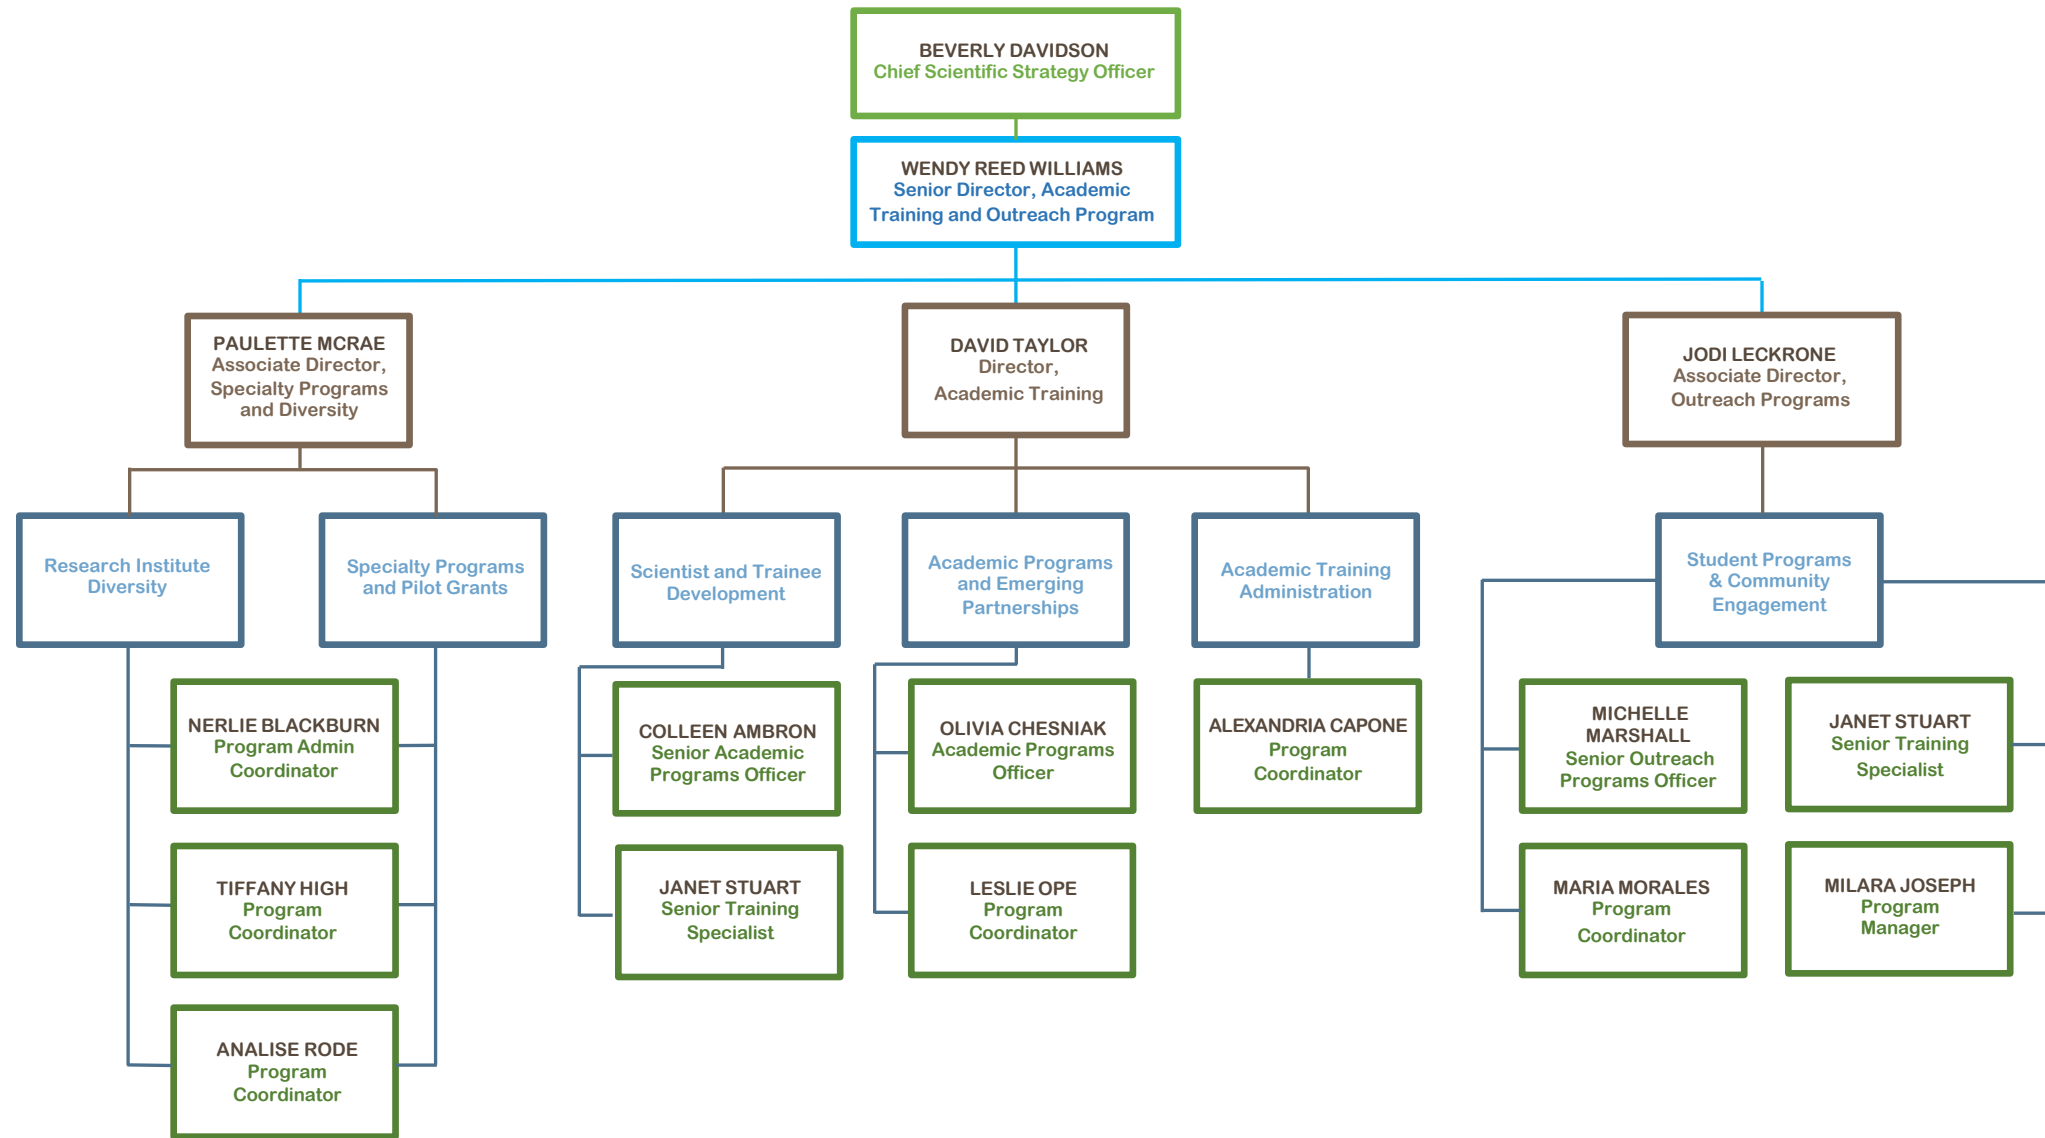 BEVERLY DAVIDSON
Chief Scientific Strategy Officer
WENDY REED WILLIAMS
Senior Director, Academic
Training and Outreach Program
PAULETTE MCRAE
Associate Director,
Specialty Programs
and Diversity
DAVID TAYLOR
Director,
Academic Training
JODI LECKRONE
Associate Director,
Outreach Programs
Research Institute
Diversity
Specialty Programs
and Pilot Grants
Scientist and Trainee
Development
Academic Programs
and Emerging
Partnerships
Academic Training
Administration
Student Programs
& Community
Engagement
NERLIE BLACKBURN
Program Admin
Coordinator
COLLEEN AMBRON
Senior Academic
Programs Officer
OLIVIA CHESNIAK
Academic Programs
Officer
ALEXANDRIA CAPONE
Program
Coordinator
MICHELLE
MARSHALL
Senior Outreach
Programs Officer
JANET STUART
Senior Training
Specialist
TIFFANY HIGH
Program
Coordinator
JANET STUART
Senior Training
Specialist
LESLIE OPE
Program
Coordinator
MARIA MORALES
Program
Coordinator
MILARA JOSEPH
Program
Manager
ANALISE RODE
Program
Coordinator